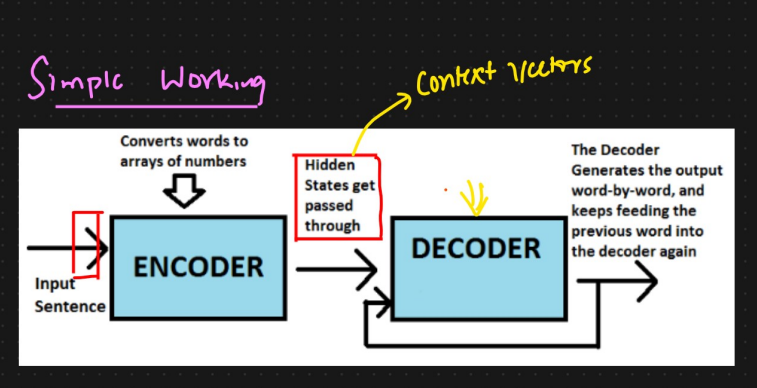 Simple Working
Context Vectors
Converts words to
arrays of numbers
Hidden
States get
passed
through
The Decoder
Generates the output
word-by-word, and
keeps feeding the
previous word into
the decoder again
ENCODER
DECODER
Input
Sentence